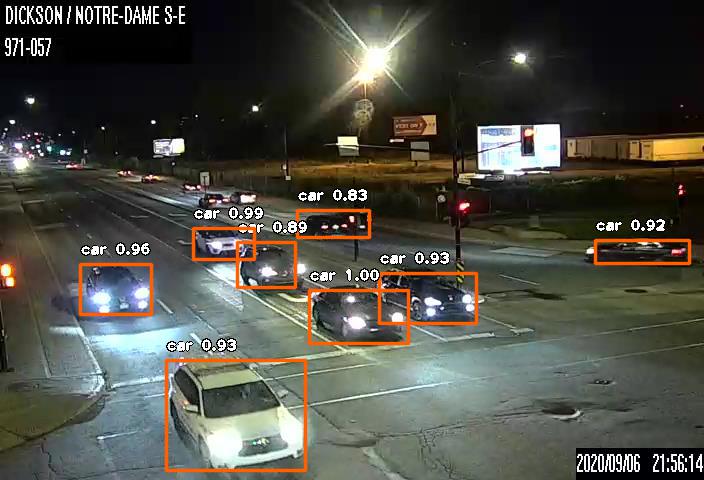 DICKSON / NOTRE-DAME S-E
971-057
car 0.83
car 0.99
car 0.89
car 0.92
car 0.96
car 0.93
car 1.00
car 0.93
2020/09/06 21:56:14